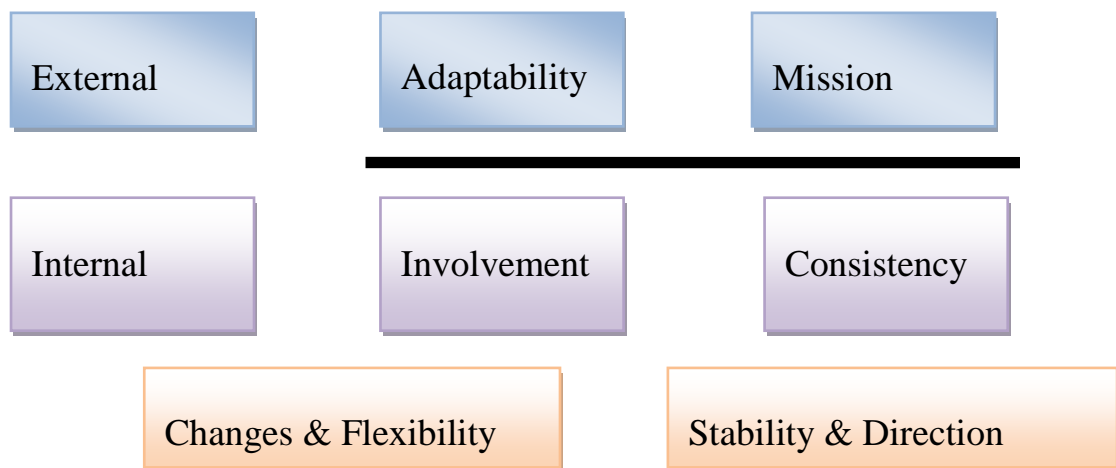 External
Adaptability
Mission
Internal
Involvement
Consistency
Changes & Flexibility
Stability & Direction